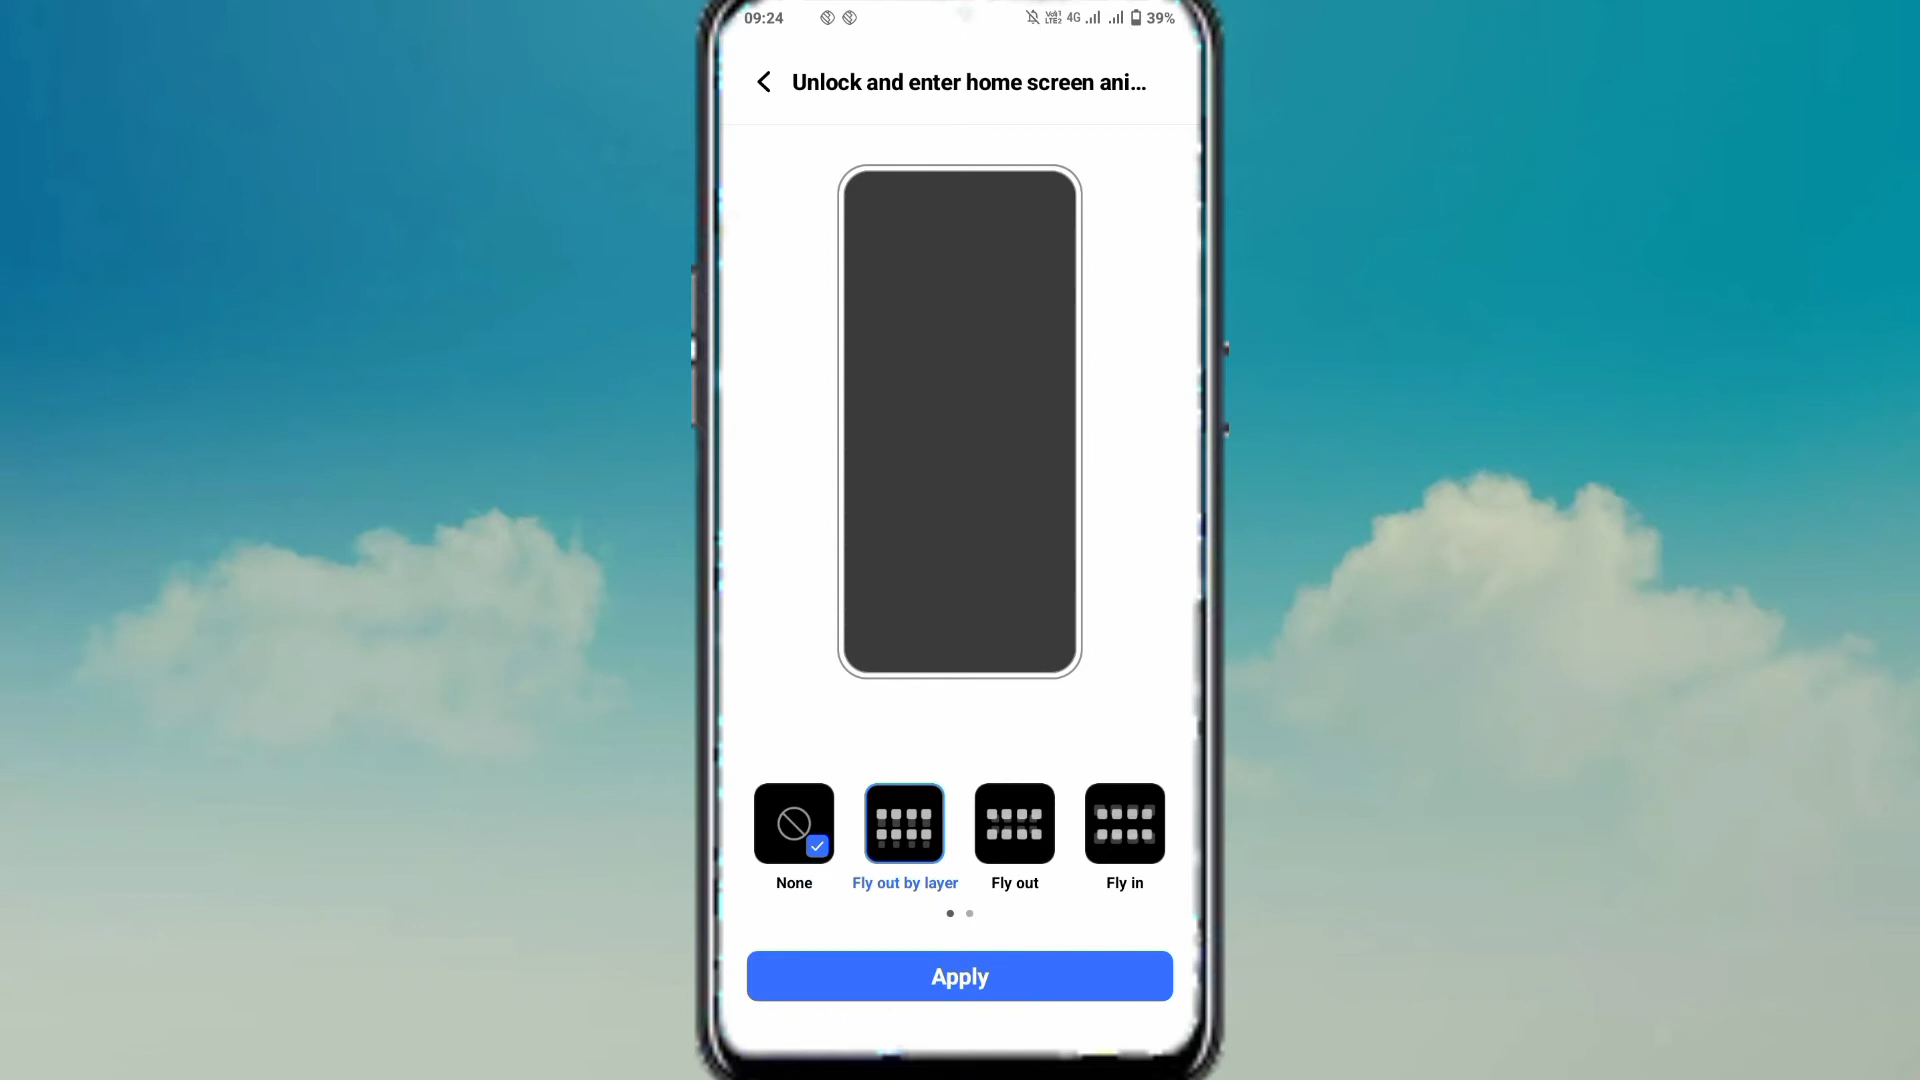 09:24
4G 39%
Unlock and enter home screen ani...
None
Fly out by layer
Fly out
Fly in
Apply